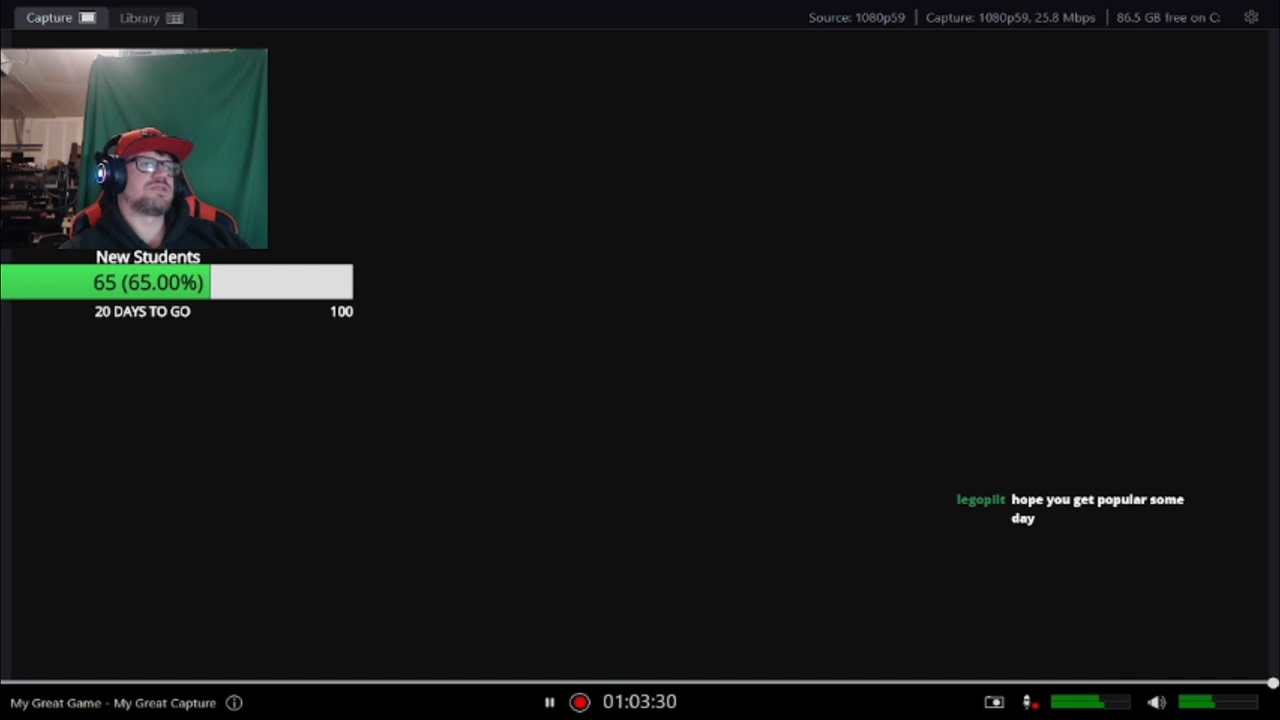 Capture
Library
Source: 1080p59
Capture: 1080p59, 25.8 Mbps
86.5 GB free on C:
New Students
65 (65.00%)
20 DAYS TO GO
100
legopilt hope you get popular some
day
My Great Game - My Great Capture
01:03:30